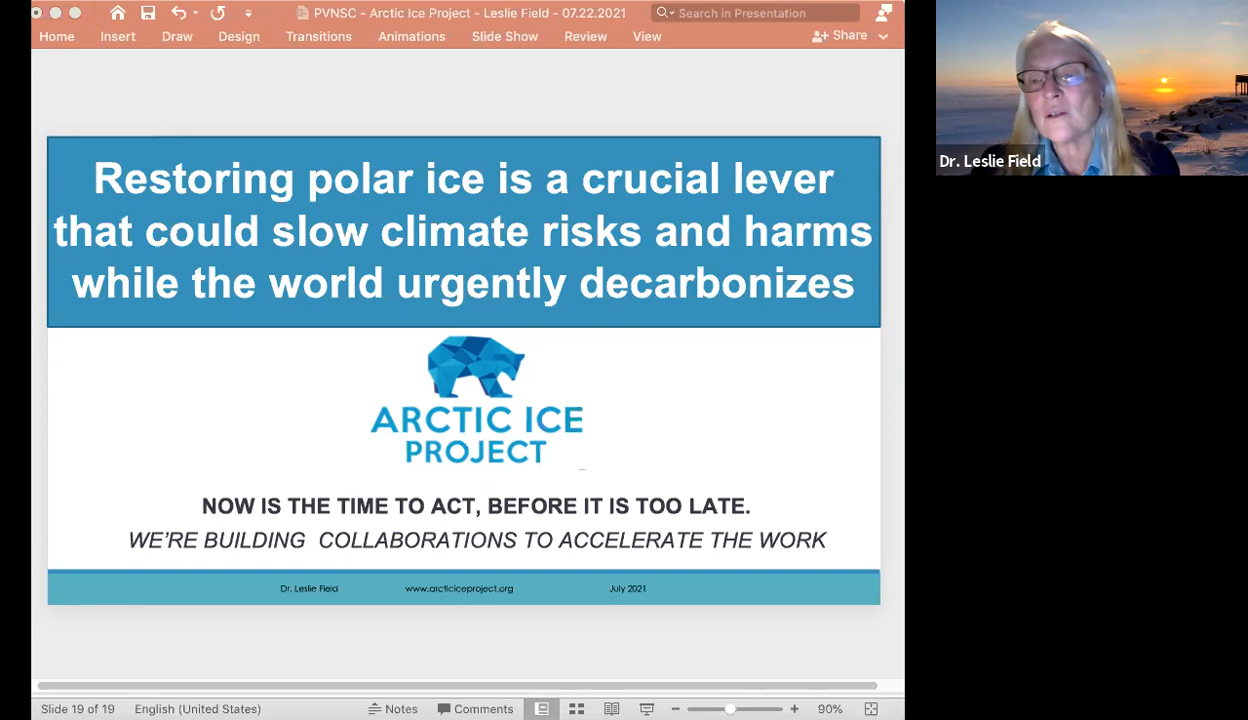 PVNSC - Arctic Ice Project - Leslie Field - 07.22.2021
Search in Presentation
Home Insert Draw Design Transitions Animations Slide Show Review View Share
Restoring polar ice is a crucial lever
that could slow climate risks and harms
while the world urgently decarbonizes
ARCTIC ICE
PROJECT
NOW IS THE TIME TO ACT, BEFORE IT IS TOO LATE.
WE'RE BUILDING COLLABORATIONS TO ACCELERATE THE WORK
Dr. Leslie Field www.arcticiceproject.org July 2021
Slide 19 of 19 English (United States) Notes Comments 90%
Dr. Leslie Field